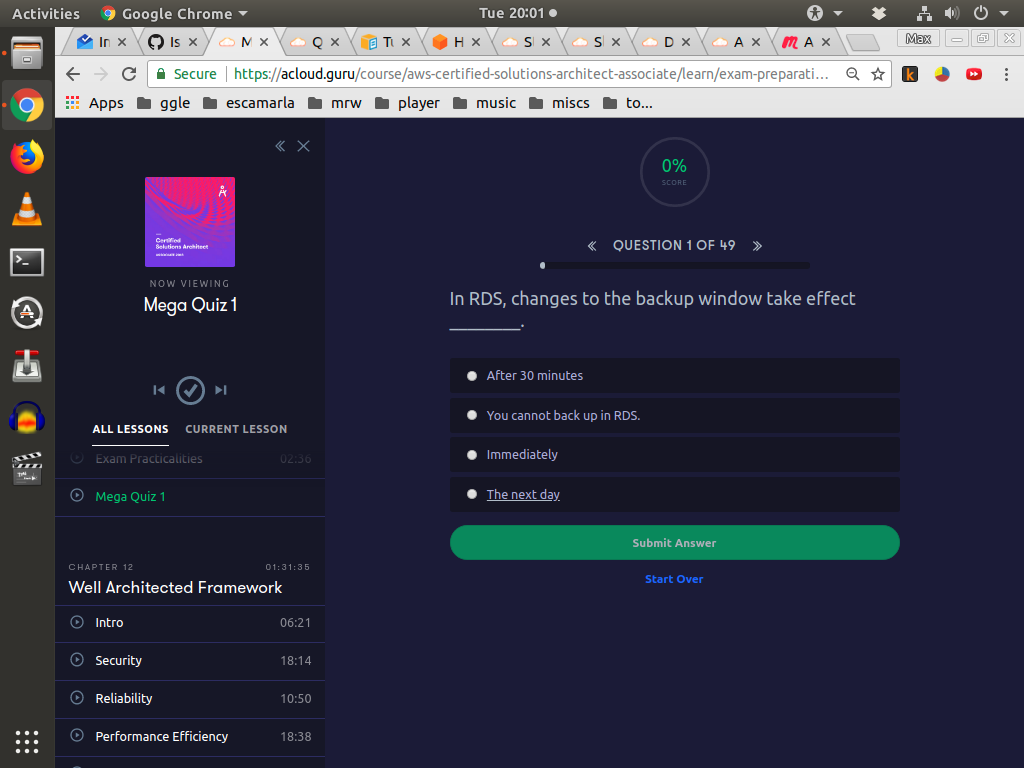 Activities
Google Chrome
Tue 20:01
Max
Secure
https://acloud.guru/course/aws-certified-solutions-architect-associate/learn/exam-preparati...
Apps
ggle
escamarla
mrw
player
music
miscs
to...
Certified
Solutions Architect
NOW VIEWING
Mega Quiz 1
ALL LESSONS
CURRENT LESSON
Exam Practicalities 02:36
Mega Quiz 1
CHAPTER 12 01:31:35
Well Architected Framework
Intro 06:21
Security 18:14
Reliability 10:50
Performance Efficiency 18:38
0%
SCORE
QUESTION 1 OF 49
In RDS, changes to the backup window take effect
________.
After 30 minutes
You cannot back up in RDS.
Immediately
The next day
Submit Answer
Start Over